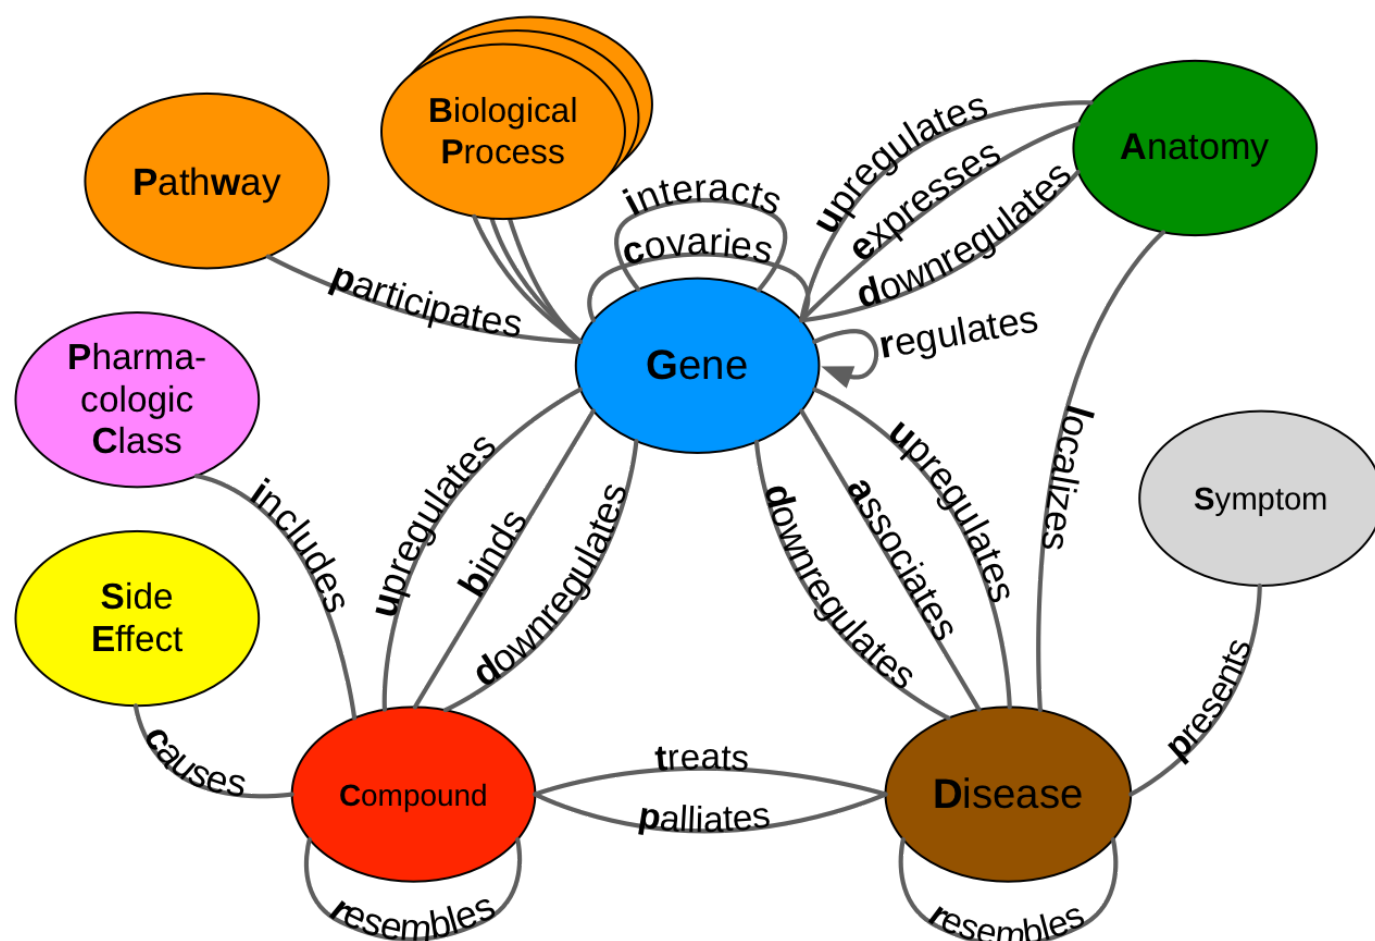 Biological
Process
Pathway
Anatomy
interacts
covaries
upregulates
expresses
downregulates
participates
regulates
Gene
Pharma-
cologic
Class
includes
upregulates
binds
downregulates
downregulates
associates
upregulates
localizes
Symptom
Side
Effect
causes
presents
treats
palliates
Compound
Disease
resembles
resembles